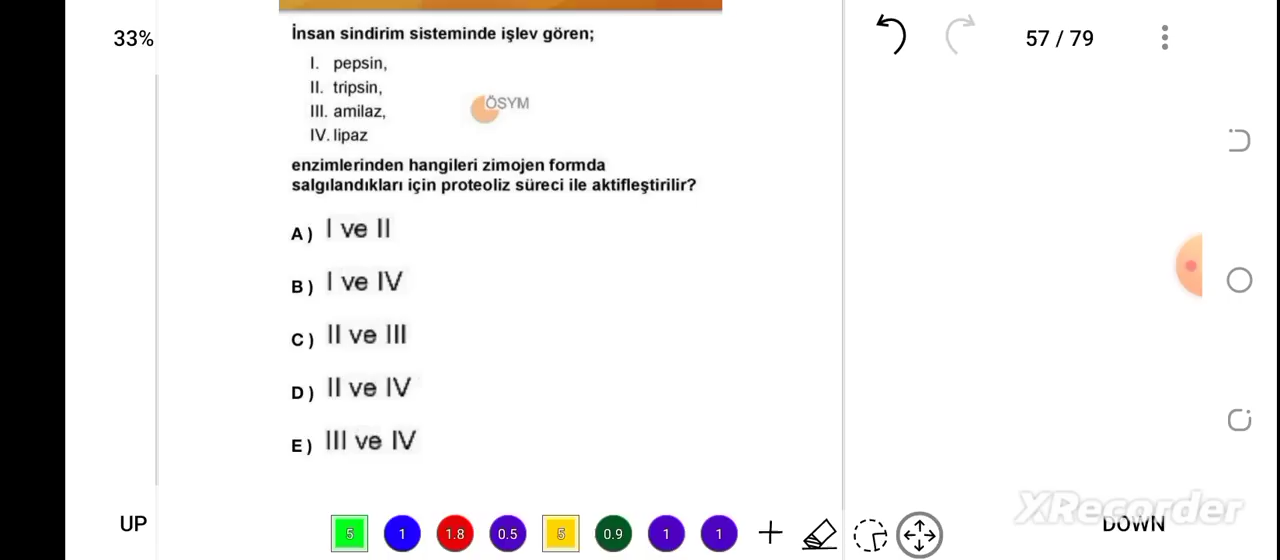 33%
57 / 79
İnsan sindirim sisteminde işlev gören;
I. pepsin,
II. tripsin,
III. amilaz,
IV. lipaz
ÖSYM
enzimlerinden hangileri zimojen formda
salgılandıkları için proteoliz süreci ile aktifleştirilir?
A) I ve II
B) I ve IV
C) II ve III
D) II ve IV
E) III ve IV
UP
5 1 1.8 0.5 5 0.9 1 1
XRecorder
DOWN